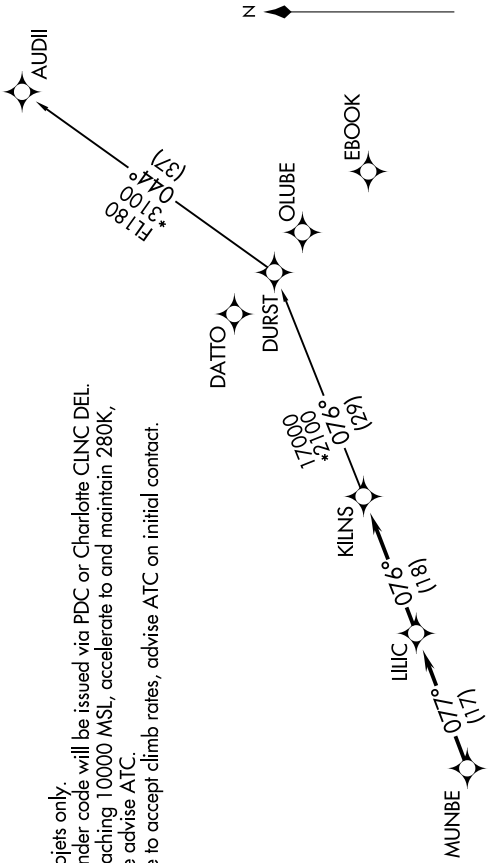 ojets only.
nder code will be issued via PDC or Charlotte CLNC DEL.
aching 10000 MSL, accelerate to and maintain 280K,
e advise ATC.
e to accept climb rates, advise ATC on initial contact.
N
AUDII
FL180
*3100
044°
(37)
EBOOK
OLUBE
DURST
DATTO
17000
*2100
076°
(29)
KILNS
076°
(18)
LILIC
077°
(17)
MUNBE